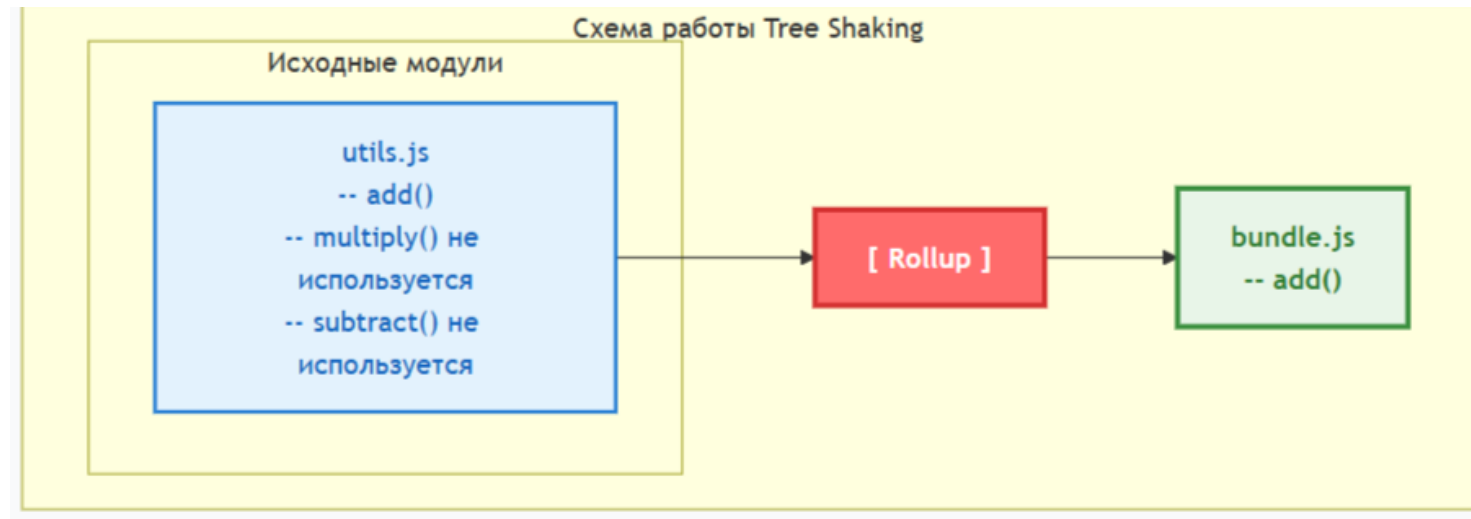 Схема работы Tree Shaking
Исходные модули
utils.js
-- add()
-- multiply() не
используется
-- subtract() не
используется
[ Rollup ]
bundle.js
-- add()